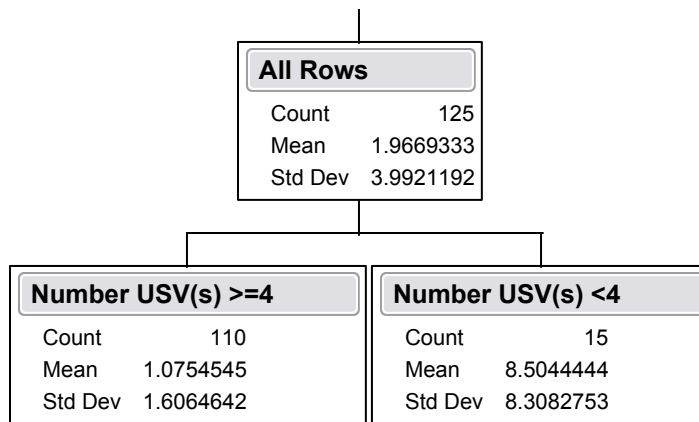 All Rows
Count 125
Mean 1.9669333
Std Dev 3.9921192
Number USV(s) >=4
Count 110
Mean 1.0754545
Std Dev 1.6064642
Number USV(s) <4
Count 15
Mean 8.5044444
Std Dev 8.3082753